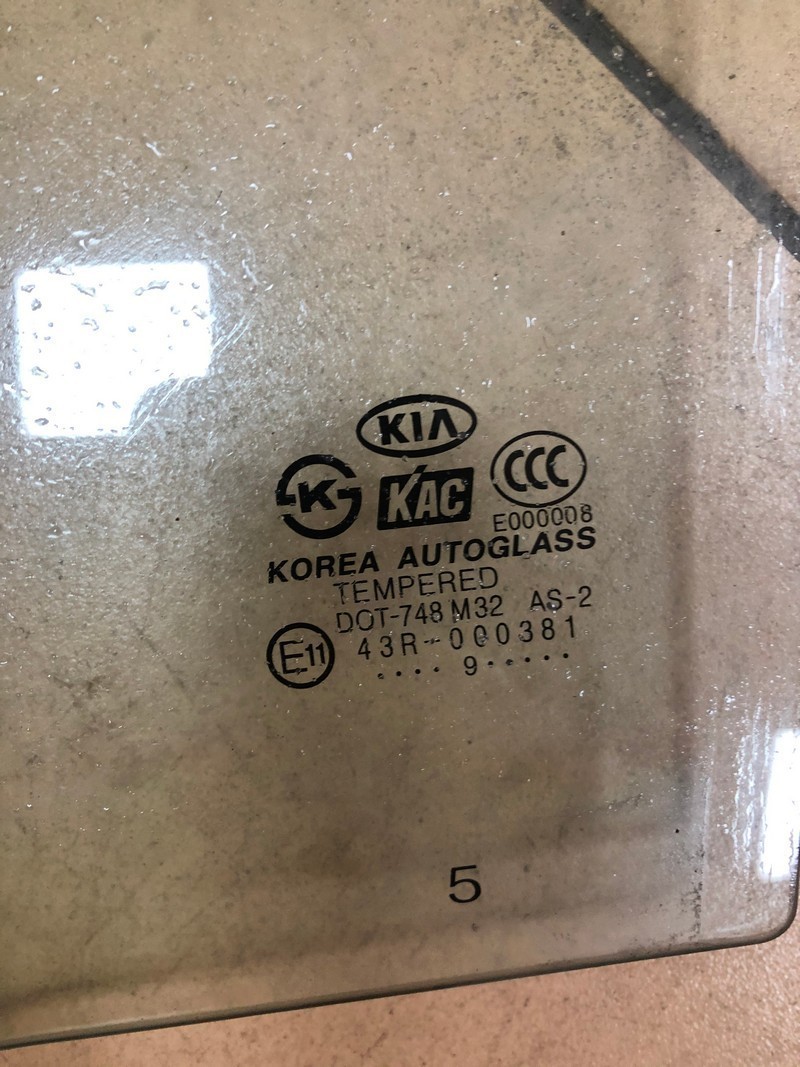 KIA
K KAC CCC
E000008
KOREA AUTOGLASS
TEMPERED
DOT-748 M32 AS-2
E11 43R-000381
.... 9.....
5